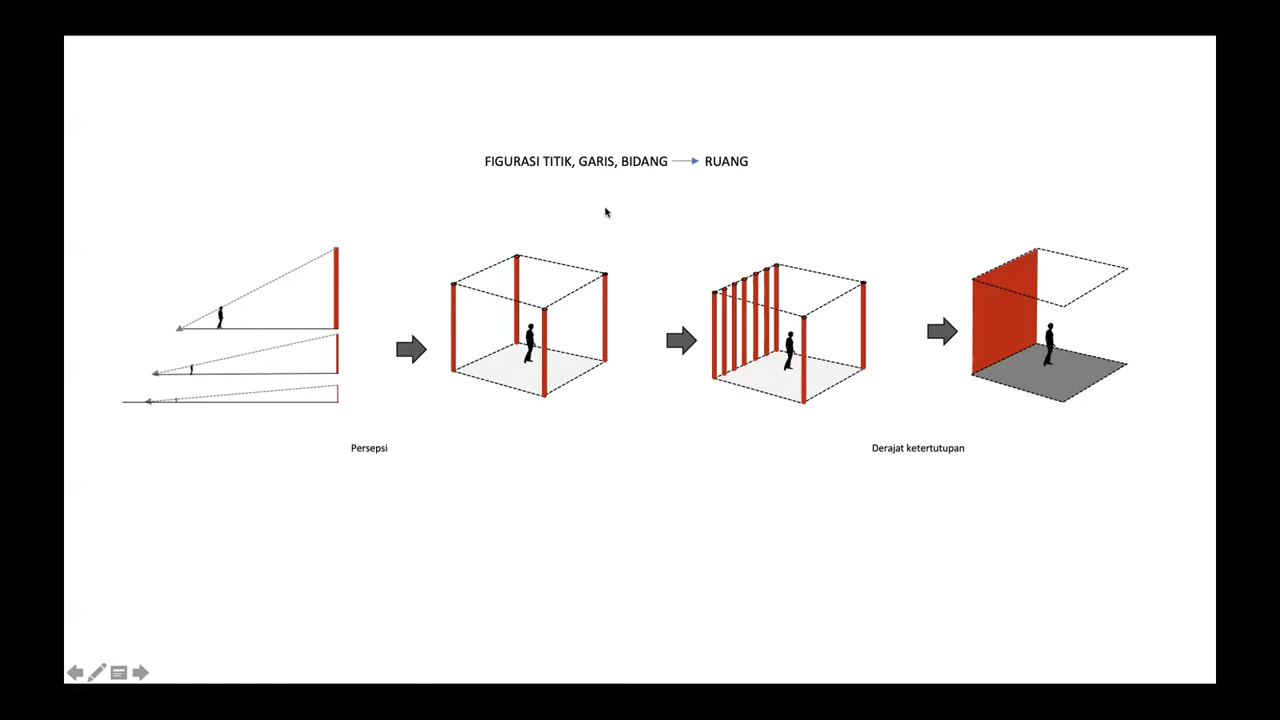 FIGURASI TITIK, GARIS, BIDANG → RUANG
Persepsi
Derajat ketertutupan